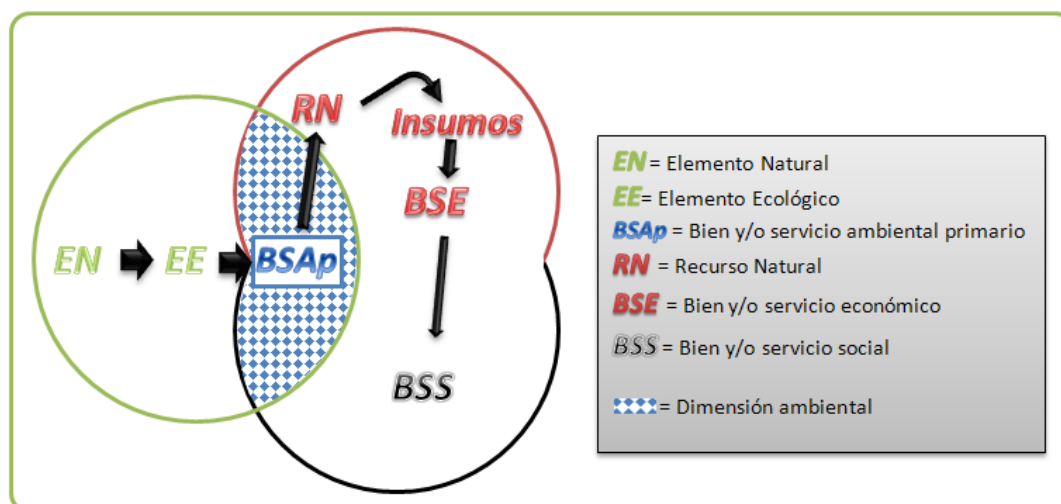 RN
Insumos
BSE
EN
EE
BSAp
BSS
EN = Elemento Natural
EE= Elemento Ecológico
BSAp = Bien y/o servicio ambiental primario
RN = Recurso Natural
BSE = Bien y/o servicio económico
BSS = Bien y/o servicio social
= Dimensión ambiental